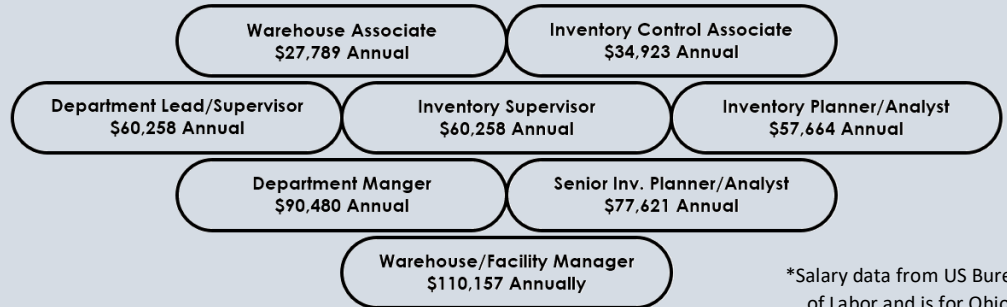 Warehouse Associate
$27,789 Annual
Inventory Control Associate
$34,923 Annual
Department Lead/Supervisor
$60,258 Annual
Inventory Supervisor
$60,258 Annual
Inventory Planner/Analyst
$57,664 Annual
Department Manger
$90,480 Annual
Senior Inv. Planner/Analyst
$77,621 Annual
Warehouse/Facility Manager
$110,157 Annually
*Salary data from US Bure
of Labor and is for Ohio